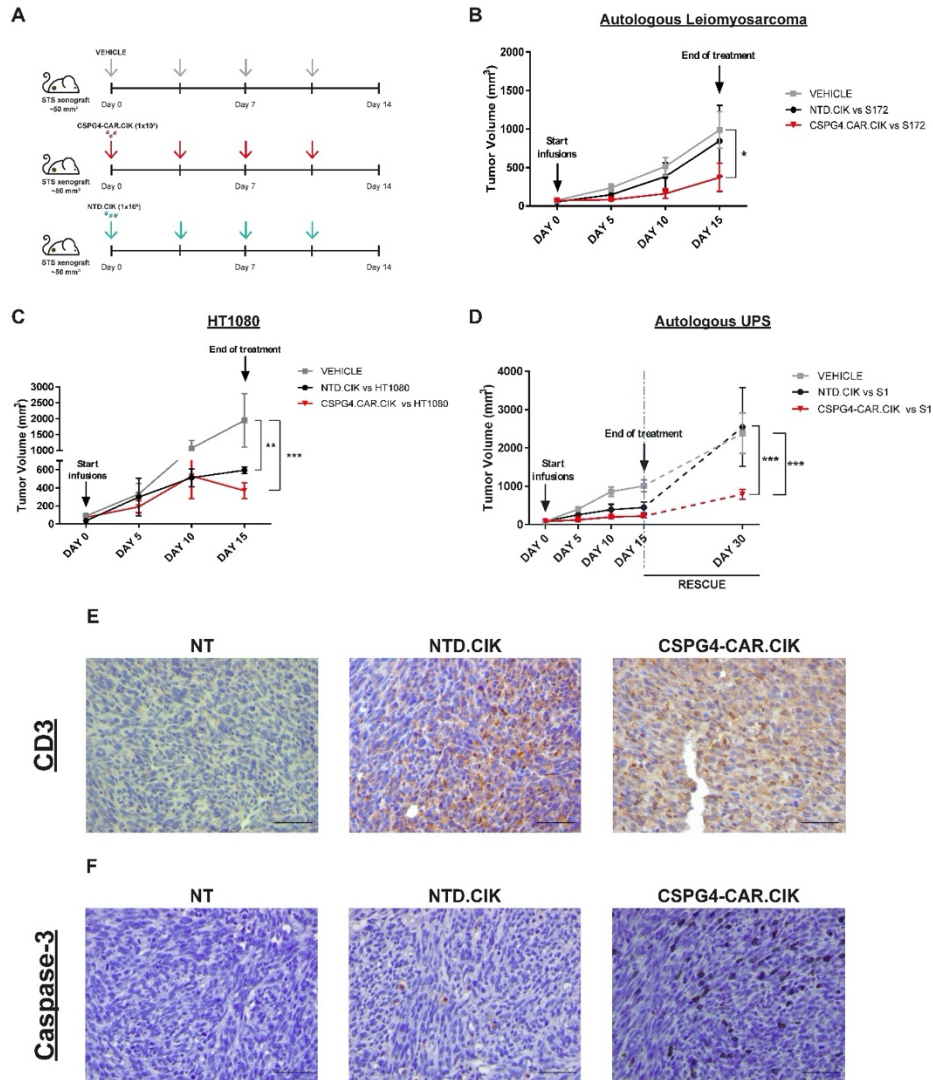 A
VEHICLE
STS xenograft
~50 mm³
Day 0
Day 7
Day 14
CSPG4-CAR.CIK (1x10⁶)
STS xenograft
~50 mm³
Day 0
Day 7
Day 14
NTD.CIK (1x10⁶)
STS xenograft
~50 mm³
Day 0
Day 7
Day 14
B
Autologous Leiomyosarcoma
Tumor Volume (mm³)
2000
1500
1000
500
0
Start
infusions
End of treatment
*
DAY 0
DAY 5
DAY 10
DAY 15
VEHICLE
NTD.CIK vs S172
CSPG4.CAR.CIK vs S172
C
HT1080
Tumor Volume (mm³)
3000
2500
2000
1500
1000
600
400
200
0
Start
infusions
End of treatment
**
***
DAY 0
DAY 5
DAY 10
DAY 15
VEHICLE
NTD.CIK vs HT1080
CSPG4.CAR.CIK vs HT1080
D
Autologous UPS
Tumor Volume (mm³)
4000
3000
2000
1000
0
Start
infusions
End of treatment
***
***
DAY 0
DAY 5
DAY 10
DAY 15
DAY 30
RESCUE
VEHICLE
NTD.CIK vs S1
CSPG4-CAR.CIK vs S1
E
NT
NTD.CIK
CSPG4-CAR.CIK
CD3
F
NT
NTD.CIK
CSPG4-CAR.CIK
Caspase-3